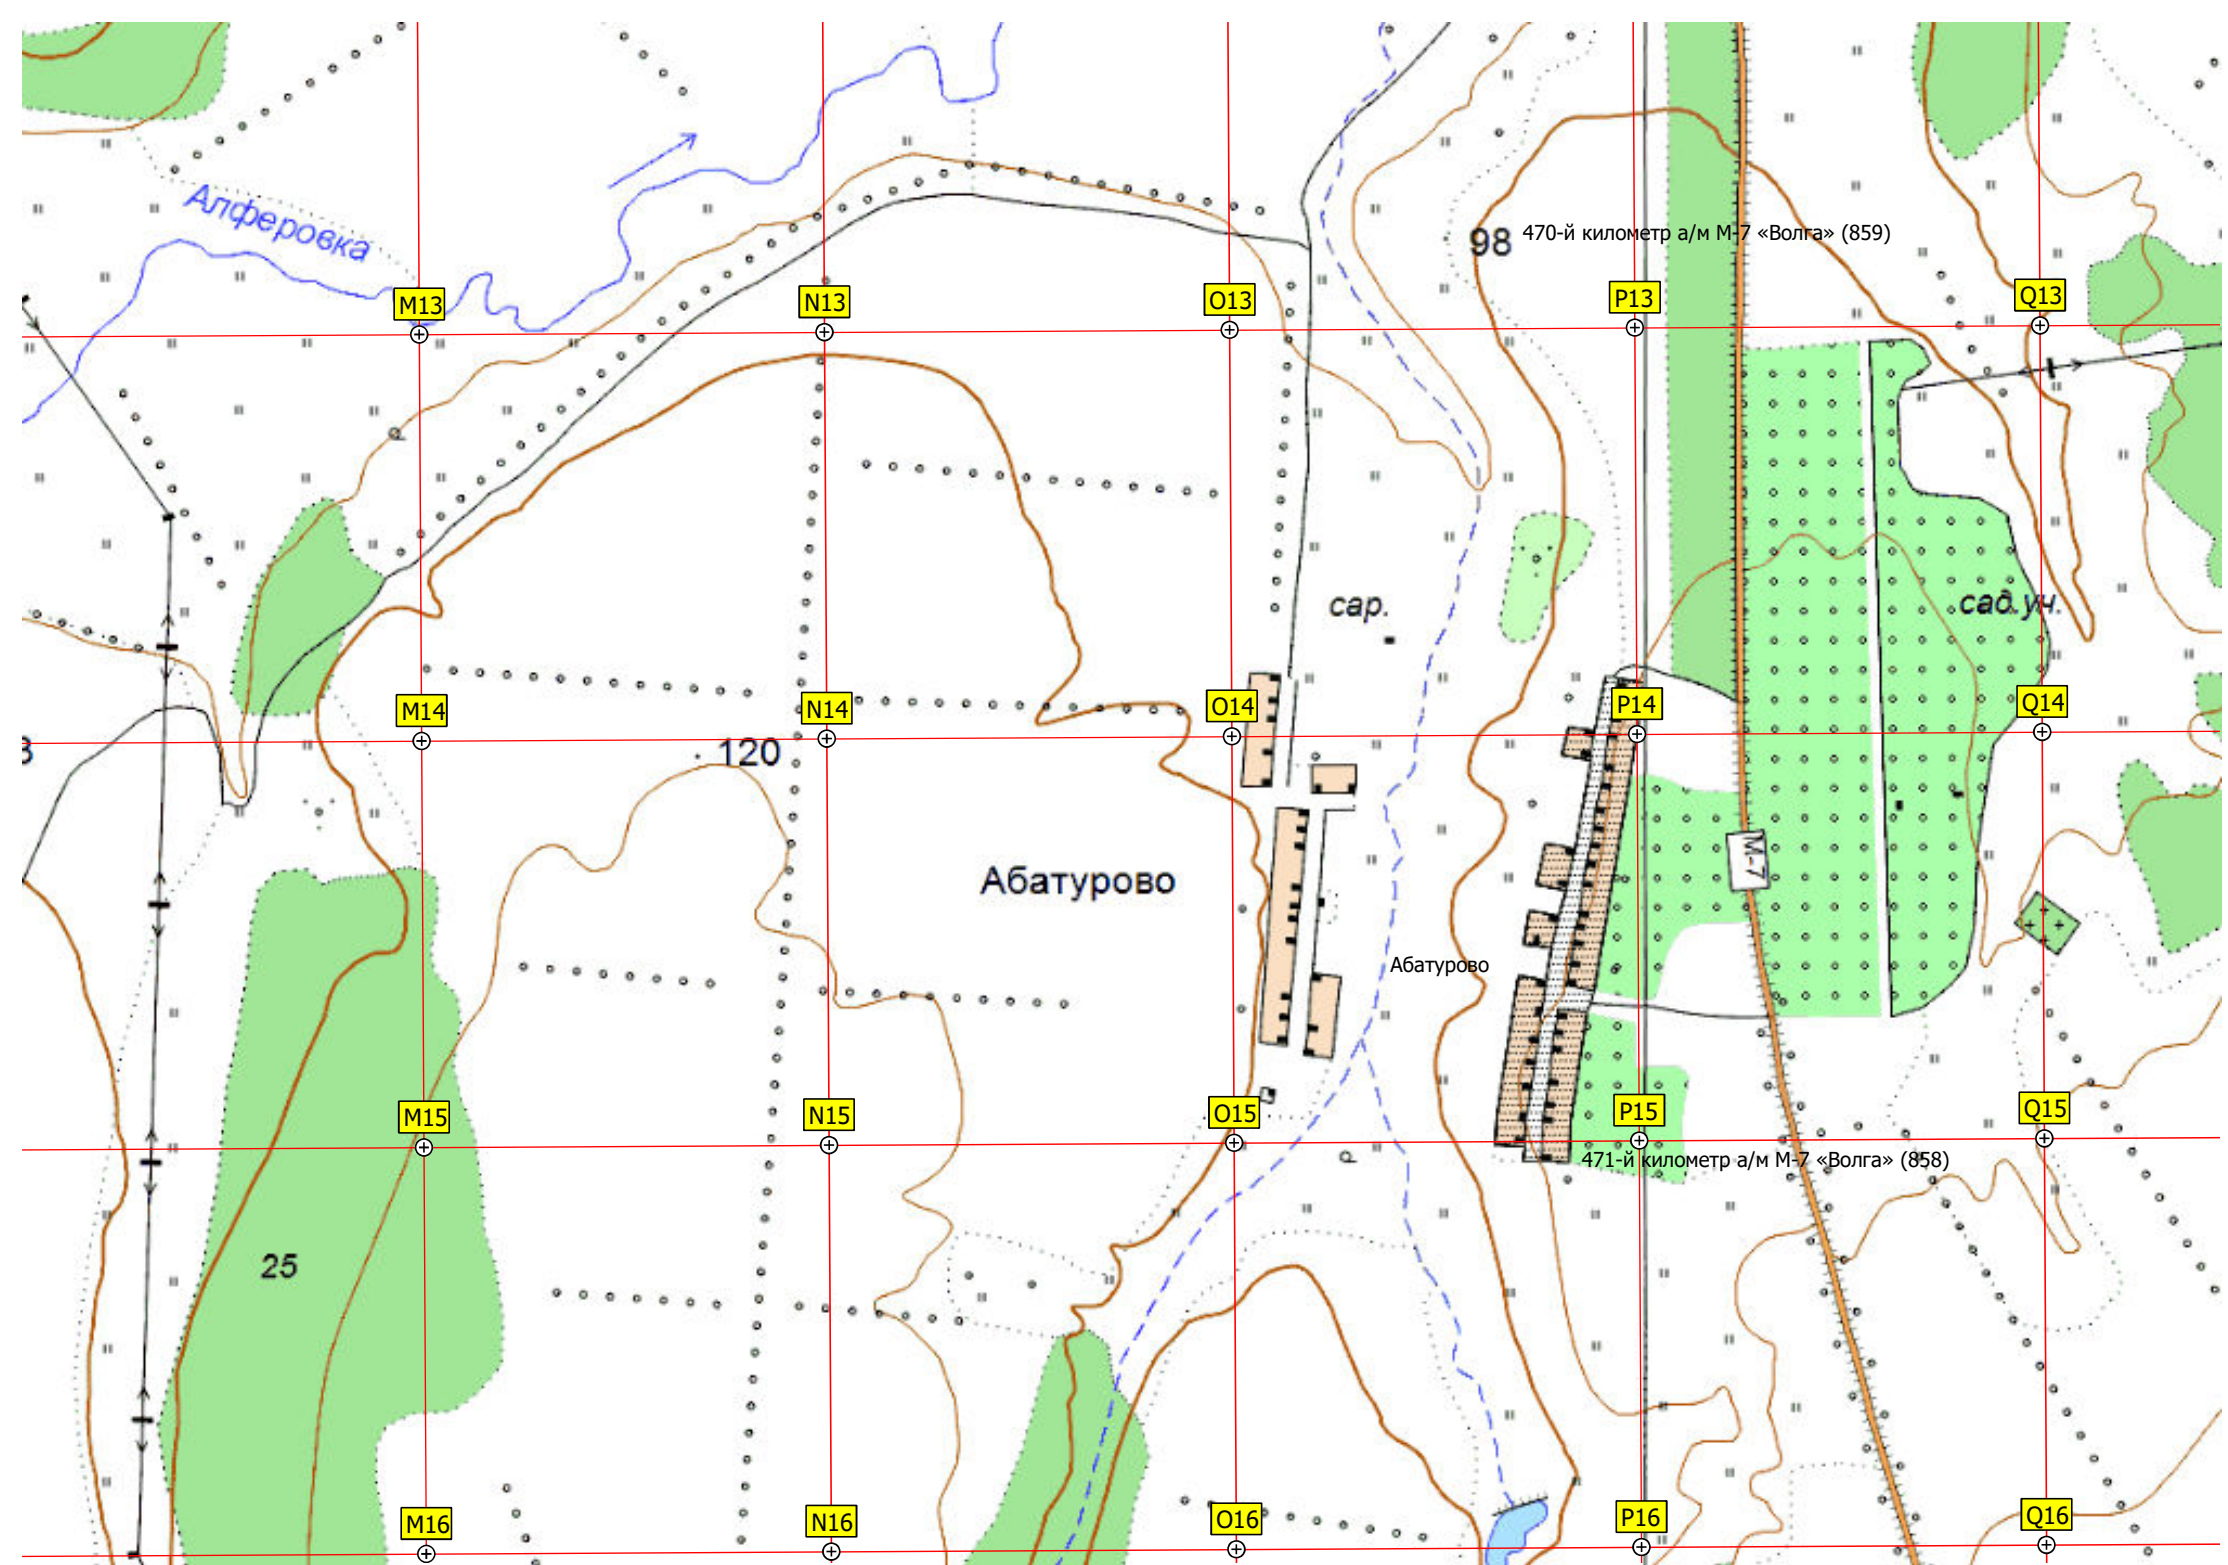 Алферовка
98
470-й километр а/м М-7 «Волга» (859)
M13
N13
O13
P13
Q13
сар.
сад.уч.
M14
N14
O14
P14
Q14
120
М-7
Абатурово
Абатурово
M15
N15
O15
P15
Q15
471-й километр а/м М-7 «Волга» (858)
25
M16
N16
O16
P16
Q16